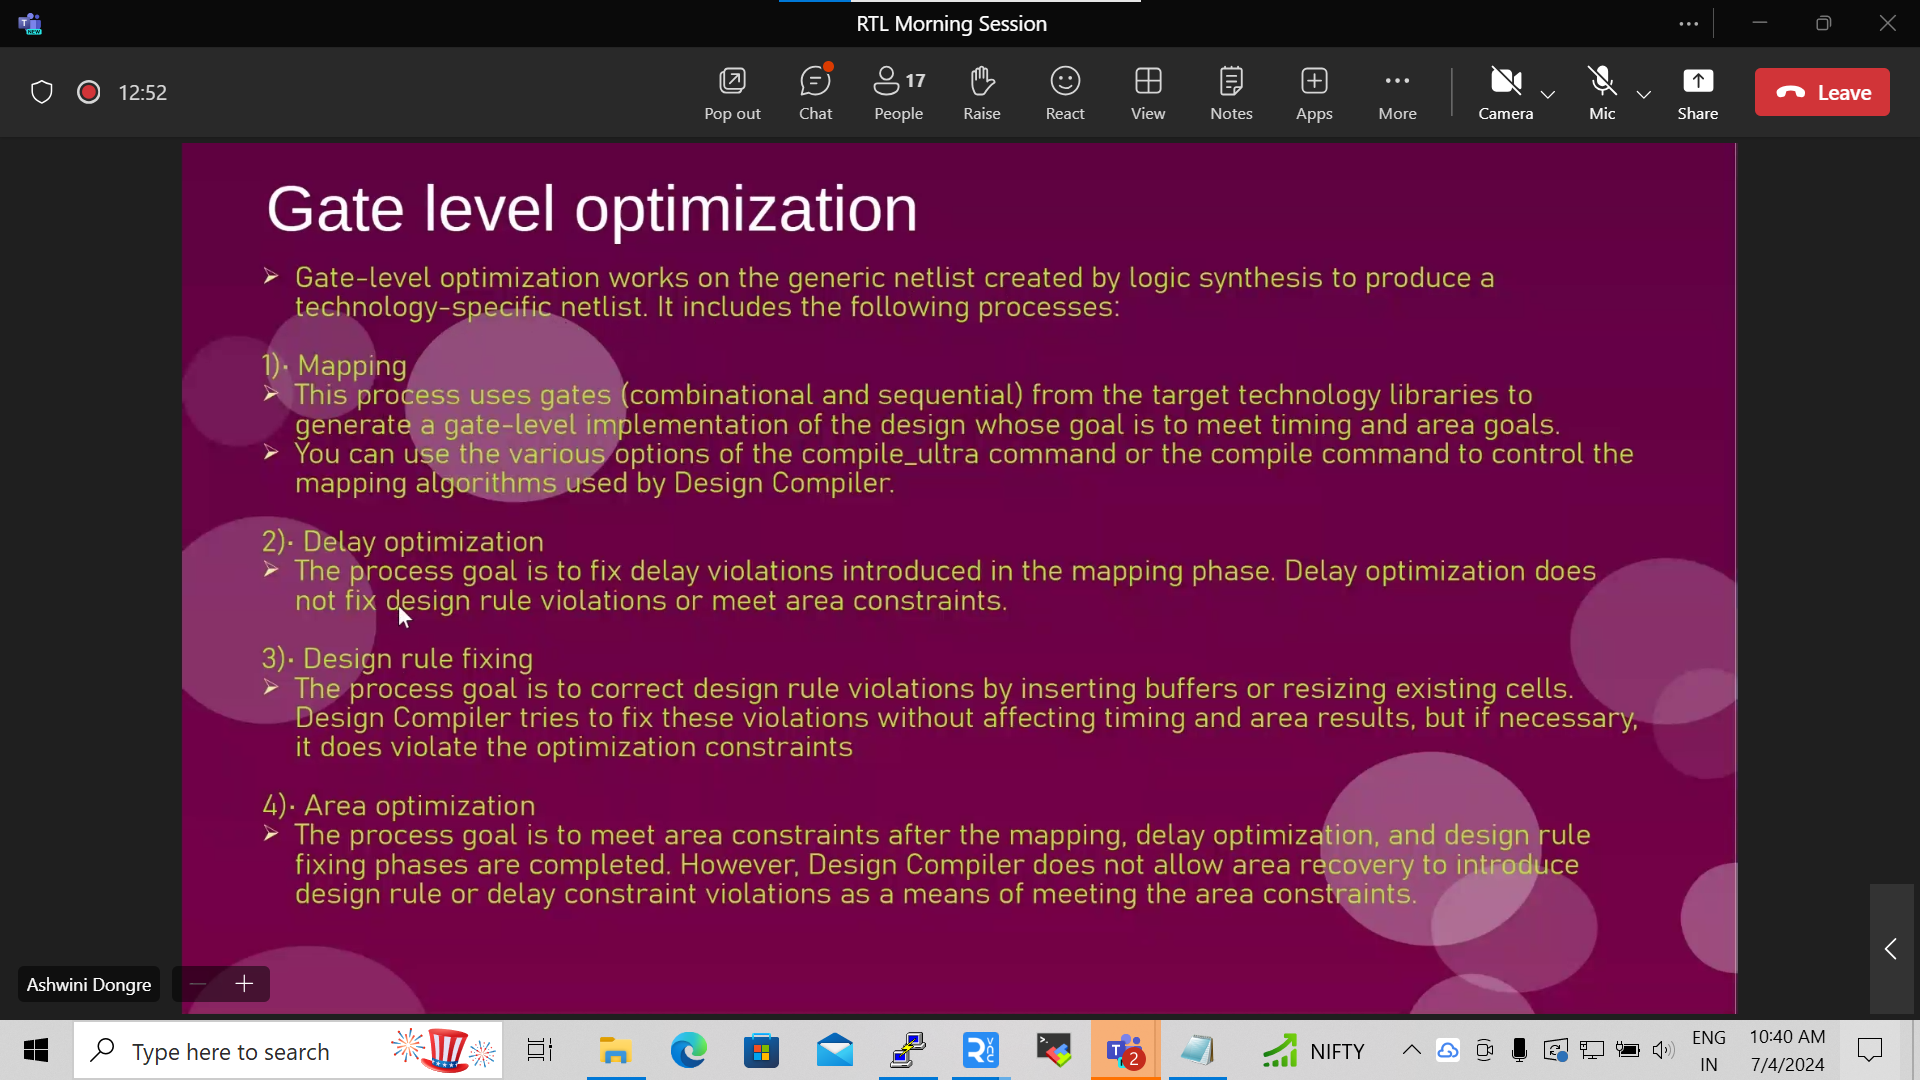 RTL Morning Session
12:52
Pop out
Chat
17
People
Raise
React
View
Notes
Apps
More
Camera
Mic
Share
Leave
Gate level optimization
➢ Gate-level optimization works on the generic netlist created by logic synthesis to produce a
technology-specific netlist. It includes the following processes:
1)· Mapping
➢ This process uses gates (combinational and sequential) from the target technology libraries to
generate a gate-level implementation of the design whose goal is to meet timing and area goals.
➢ You can use the various options of the compile_ultra command or the compile command to control the
mapping algorithms used by Design Compiler.
2)· Delay optimization
➢ The process goal is to fix delay violations introduced in the mapping phase. Delay optimization does
not fix design rule violations or meet area constraints.
3)· Design rule fixing
➢ The process goal is to correct design rule violations by inserting buffers or resizing existing cells.
Design Compiler tries to fix these violations without affecting timing and area results, but if necessary,
it does violate the optimization constraints
4)· Area optimization
➢ The process goal is to meet area constraints after the mapping, delay optimization, and design rule
fixing phases are completed. However, Design Compiler does not allow area recovery to introduce
design rule or delay constraint violations as a means of meeting the area constraints.
Ashwini Dongre
Type here to search
2
NIFTY
ENG
IN
10:40 AM
7/4/2024